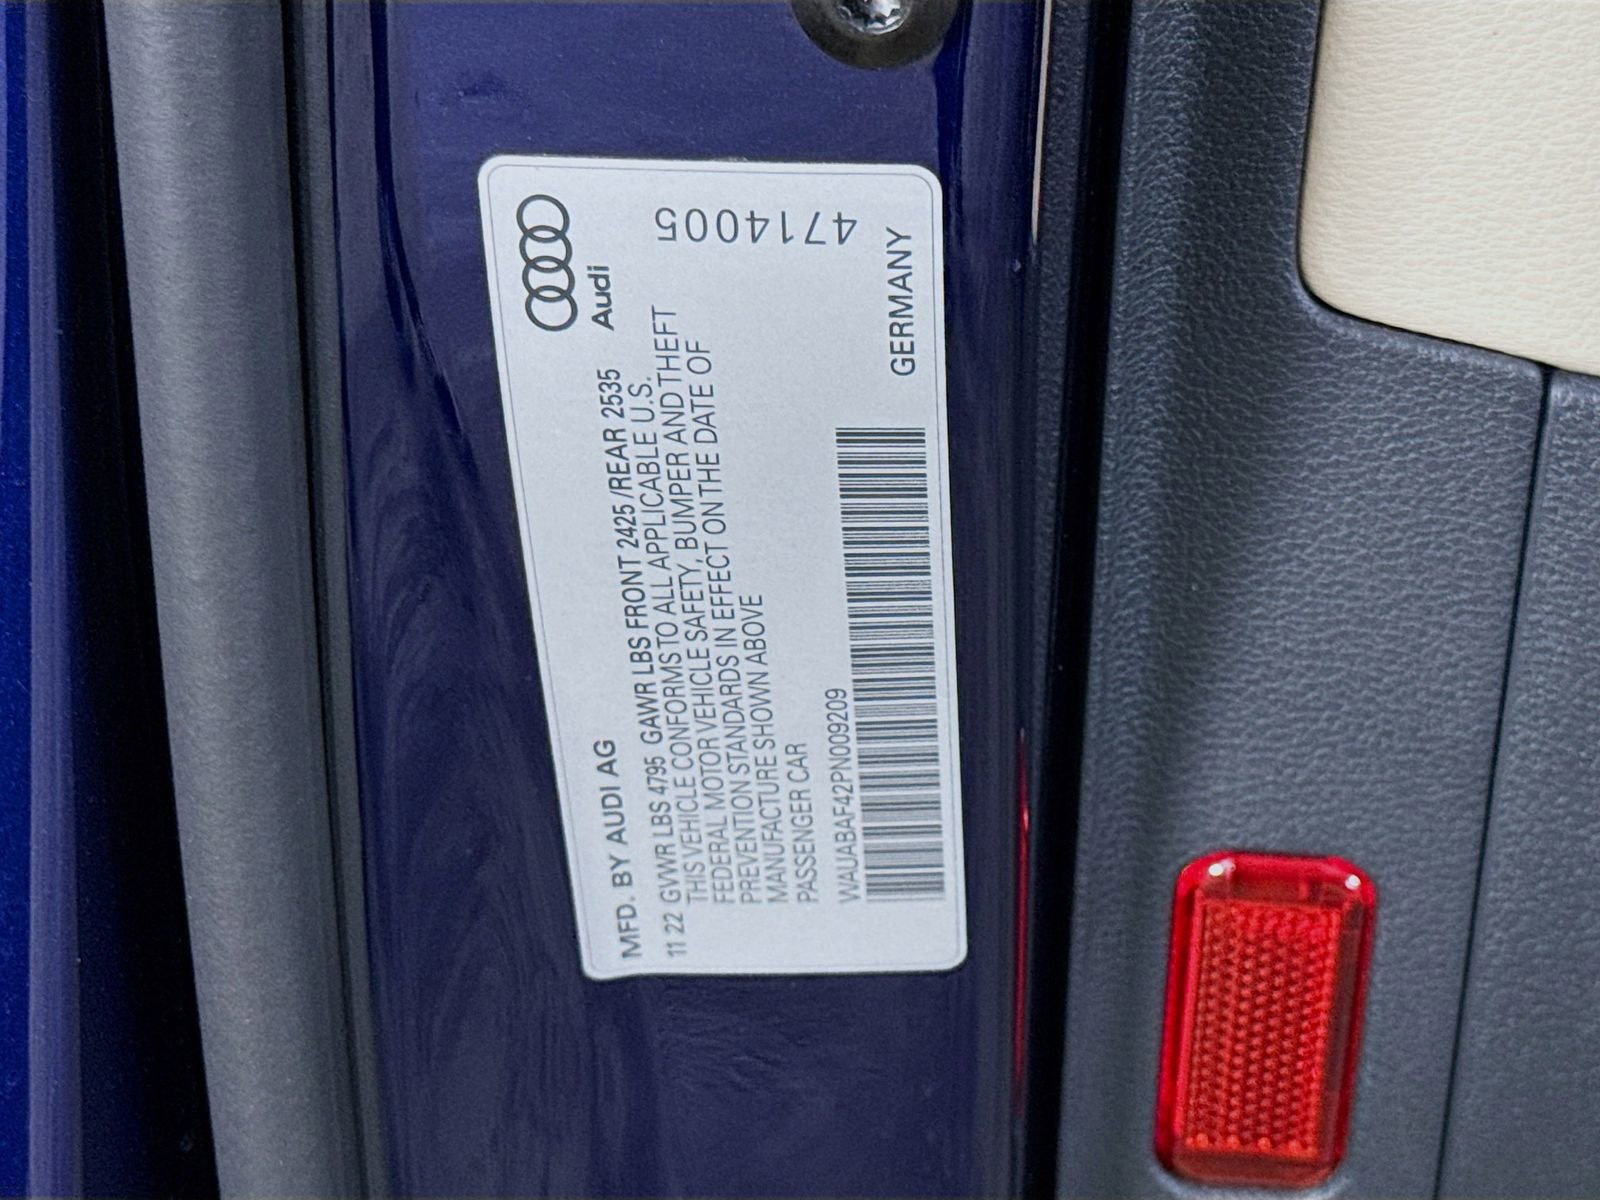 Audi
MFD. BY AUDI AG
11 22 GVWR LBS 4795 GAWR LBS FRONT 2425 /REAR 2535
THIS VEHICLE CONFORMS TO ALL APPLICABLE U.S.
FEDERAL MOTOR VEHICLE SAFETY, BUMPER AND THEFT
PREVENTION STANDARDS IN EFFECT ON THE DATE OF
MANUFACTURE SHOWN ABOVE
PASSENGER CAR
WAUABAF42PN009209
4714005
GERMANY